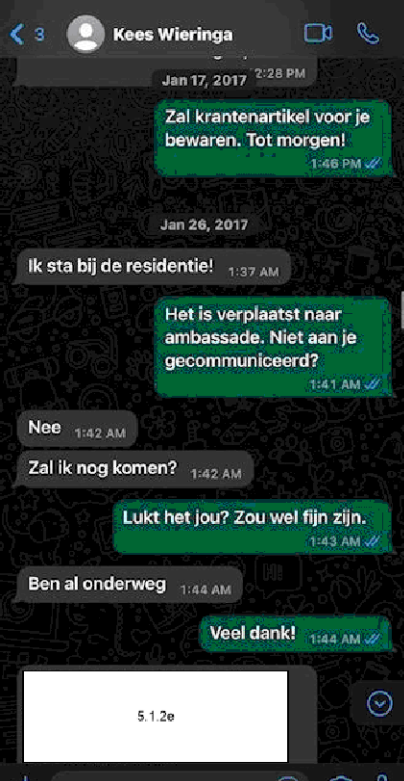 3 Kees Wieringa
Jan 17, 2017 2:28 PM
Zal krantenartikel voor je
bewaren. Tot morgen!
1:46 PM
Jan 26, 2017
Ik sta bij de residentie! 1:37 AM
Het is verplaatst naar
ambassade. Niet aan je
gecommuniceerd?
1:41 AM
Nee 1:42 AM
Zal ik nog komen? 1:42 AM
Lukt het jou? Zou wel fijn zijn.
1:43 AM
Ben al onderweg 1:44 AM
Veel dank! 1:44 AM
5.1.2e